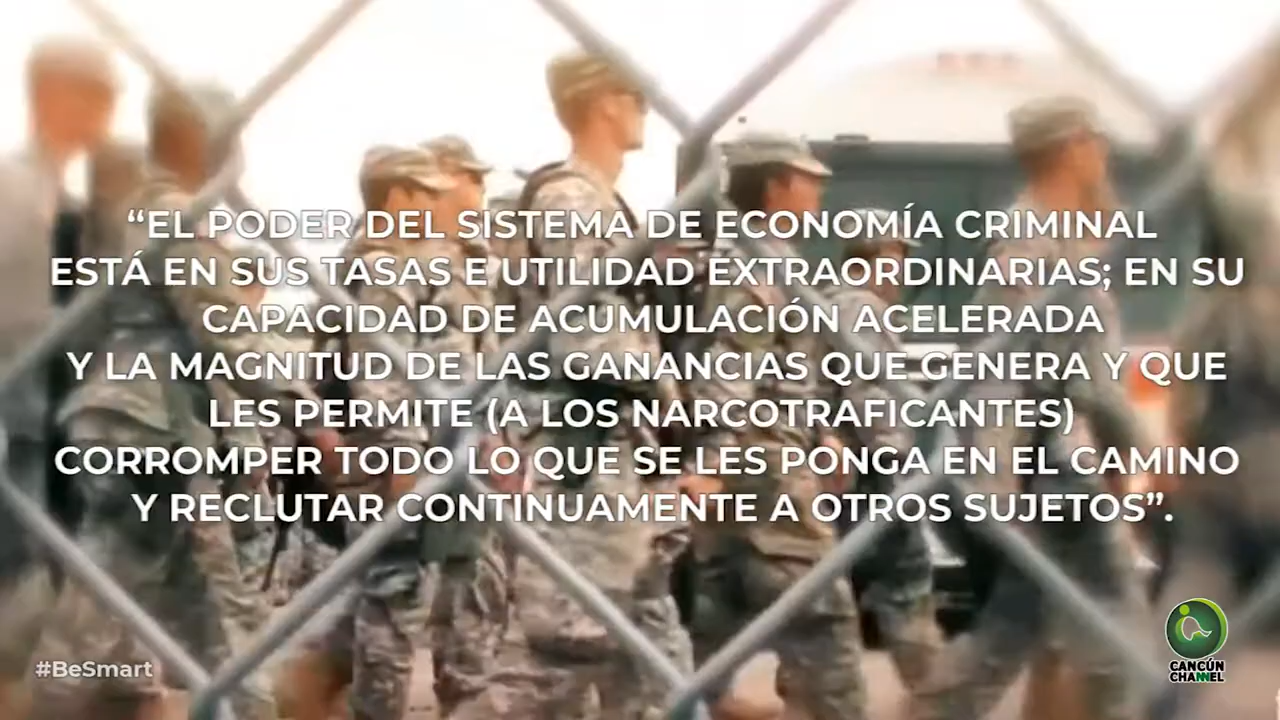 “EL PODER DEL SISTEMA DE ECONOMÍA CRIMINAL
ESTÁ EN SUS TASAS E UTILIDAD EXTRAORDINARIAS; EN SU
CAPACIDAD DE ACUMULACIÓN ACELERADA
Y LA MAGNITUD DE LAS GANANCIAS QUE GENERA Y QUE
LES PERMITE (A LOS NARCOTRAFICANTES)
CORROMPER TODO LO QUE SE LES PONGA EN EL CAMINO
Y RECLUTAR CONTINUAMENTE A OTROS SUJETOS”.
#BeSmart
CANCÚN
CHANNEL